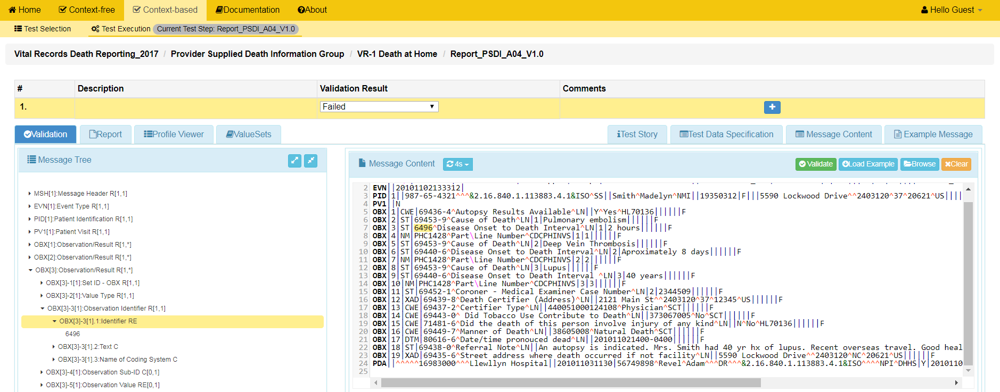 Home Context-free Context-based Documentation About Hello Guest
Test Selection Test Execution Current Test Step: Report_PSDI_A04_V1.0
Vital Records Death Reporting_2017 / Provider Supplied Death Information Group / VR-1 Death at Home / Report_PSDI_A04_V1.0
# Description Validation Result Comments
1. Failed
Validation Report Profile Viewer ValueSets Test Story Test Data Specification Message Content Example Message
Message Tree
MSH[1]:Message Header R[1,1]
EVN[1]:Event Type R[1,1]
PID[1]:Patient Identification R[1,1]
PV1[1]:Patient Visit R[1,1]
OBX[1]:Observation/Result R[1,*]
OBX[2]:Observation/Result R[1,*]
OBX[3]:Observation/Result R[1,*]
OBX[3]-1[1]:Set ID - OBX R[1,1]
OBX[3]-2[1]:Value Type R[1,1]
OBX[3]-3[1]:Observation Identifier R[1,1]
OBX[3]-3[1].1:Identifier RE
6496
OBX[3]-3[1].2:Text C
OBX[3]-3[1].3:Name of Coding System C
OBX[3]-4[1]:Observation Sub-ID C[0,1]
OBX[3]-5[1]:Observation Value RE[0,1]
Message Content 4s Validate Load Example Browse Clear
2 EVN||20101102133312|
3 PID|1||987-65-4321^^^&2.16.840.1.113883.4.1&ISO^SS||Smith^Madelyn^NMI||19350312|F|||5590 Lockwood Drive^^2403120^37^20621^US||||
4 PV1||N
5 OBX|1|CWE|69436-4^Autopsy Results Available^LN||Y^Yes^HL70136||||||F
6 OBX|2|ST|69453-9^Cause of Death^LN|1|Pulmonary embolism||||||F
7 OBX|3|ST|6496^Disease Onset to Death Interval^LN|1|2 hours||||||F
8 OBX|4|NM|PHC1428^Part\Line Number^CDCPHINVS|1|1||||||F
9 OBX|5|ST|69453-9^Cause of Death^LN|2|Deep Vein Thrombosis||||||F
10 OBX|6|ST|69440-6^Disease Onset to Death Interval^LN|2|Aproximately 8 days||||||F
11 OBX|7|NM|PHC1428^Part\Line Number^CDCPHINVS|2|2||||||F
12 OBX|8|ST|69453-9^Cause of Death^LN|3|Lupus||||||F
13 OBX|9|ST|69440-6^Disease Onset to Death Interval ^LN|3|40 years||||||F
14 OBX|10|NM|PHC1428^Part\Line Number^CDCPHINVS|3|3||||||F
15 OBX|11|ST|69452-1^Coroner - Medical Examiner Case Number^LN|2|2344509||||||F
16 OBX|12|XAD|69439-8^Death Certifier (Address)^LN||2121 Main St^^2403120^37^12345^US||||||F
17 OBX|13|CWE|69437-2^Certifier Type^LN||440051000124108^Physician^SCT||||||F
18 OBX|14|CWE|69443-0^ Did Tobacco Use Contribute to Death^LN||373067005^No^SCT||||||F
19 OBX|15|CWE|71481-6^Did the death of this person involve injury of any kind^LN||N^No^HL70136||||||F
20 OBX|16|CWE|69449-7^Manner of Death^LN||38605008^Natural Death^SCT||||||F
21 OBX|17|DTM|80616-6^Date/time pronouced dead^LN||201011021400-0400||||||F
22 OBX|18|ST|69438-0^Referral Note^LN||An autopsy is indicated. Mrs. Smith had 40 yr hx of lupus. Recent overseas travel. Good heal
23 OBX|19|XAD|69435-6^Street address where death occurred if not facility^LN||5590 Lockwood Drive^^2403120^NC^20621^US||||||F
24 PDA||^^^^^16983000^^^Llewllyn Hospital||201011031130|56749898^Revel^Adam^^^DR^^^&2.16.840.1.113883.4.1&ISO^^^^NPI^DHHS|Y|2010110
25